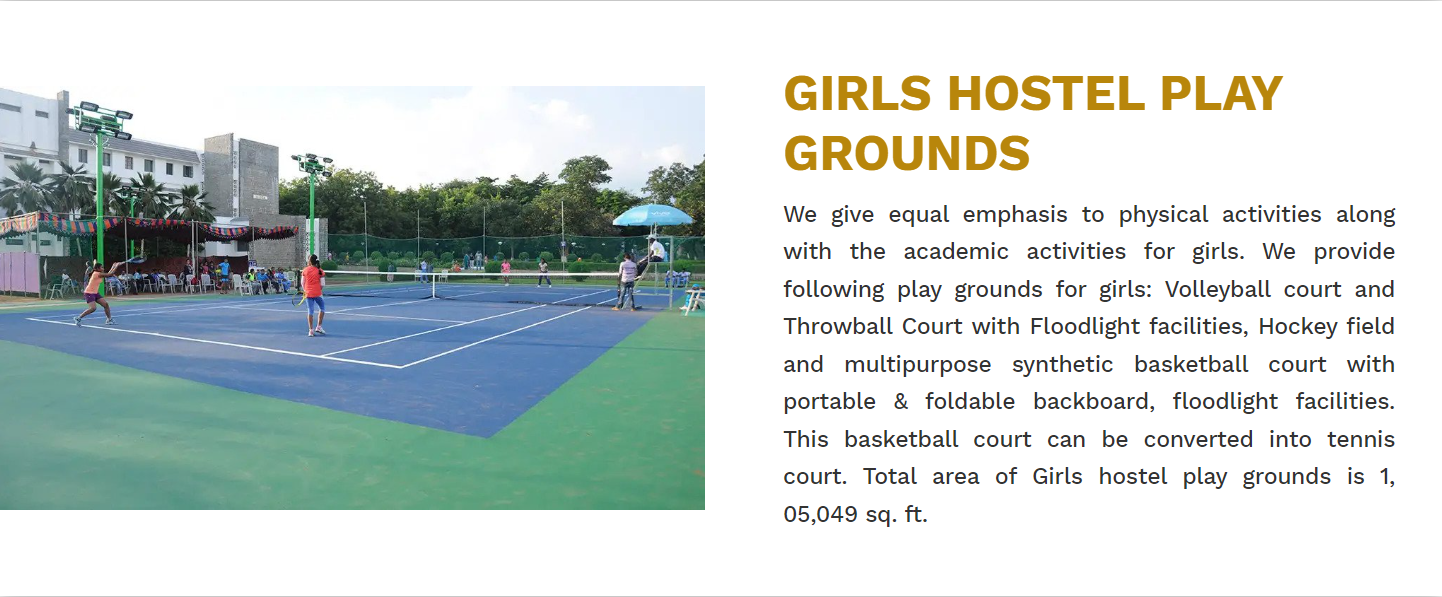 GIRLS HOSTEL PLAY
GROUNDS
We give equal emphasis to physical activities along
with the academic activities for girls. We provide
following play grounds for girls: Volleyball court and
Throwball Court with Floodlight facilities, Hockey field
and multipurpose synthetic basketball court with
portable & foldable backboard, floodlight facilities.
This basketball court can be converted into tennis
court. Total area of Girls hostel play grounds is 1,
05,049 sq. ft.